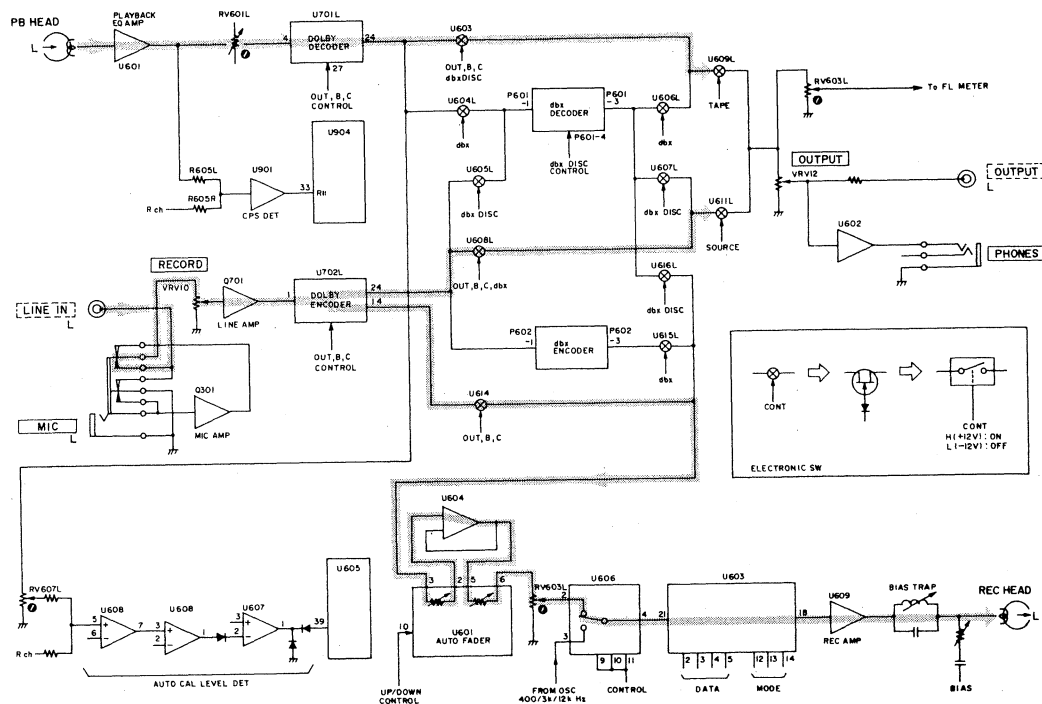 PB HEAD
L
PLAYBACK
EQ AMP
U601
RV601L
U701L
4
DOLBY
DECODER
24
27
OUT, B, C
CONTROL
U603
OUT, B, C
dbx DISC
U609L
TAPE
RV603L
To FL METER
U604L
dbx
P601
-1
dbx
DECODER
P601
-3
P601-4
dbx DISC
CONTROL
U606L
dbx
U904
R605L
R605R
R ch
U901
CPS DET
33
R11
U605L
dbx DISC
U607L
dbx DISC
U611L
SOURCE
OUTPUT
VRV12
OUTPUT
L
U602
PHONES
U608L
OUT, B, C, dbx
RECORD
VRV10
Q701
LINE AMP
U702L
1
DOLBY
ENCODER
24
14
OUT, B, C
CONTROL
LINE IN
L
U616L
dbx DISC
P602
-1
dbx
ENCODER
P602
-3
U615L
dbx
Q301
MIC AMP
MIC
L
U614
OUT, B, C
CONT
CONT
H(+12V) : ON
L(-12V) : OFF
ELECTRONIC SW
U604
RV607L
R ch
5
6
U608
7
3
2
U608
1
3
2
U607
1
39
U605
AUTO CAL LEVEL DET
3
2
5
6
U601
AUTO FADER
10
UP/DOWN
CONTROL
RV603L
U606
2
3
4
9
10
11
FROM OSC
400/3k/12k Hz
CONTROL
U603
21
18
2
3
4
5
12
13
14
DATA
MODE
U609
REC AMP
BIAS TRAP
BIAS
REC HEAD
L